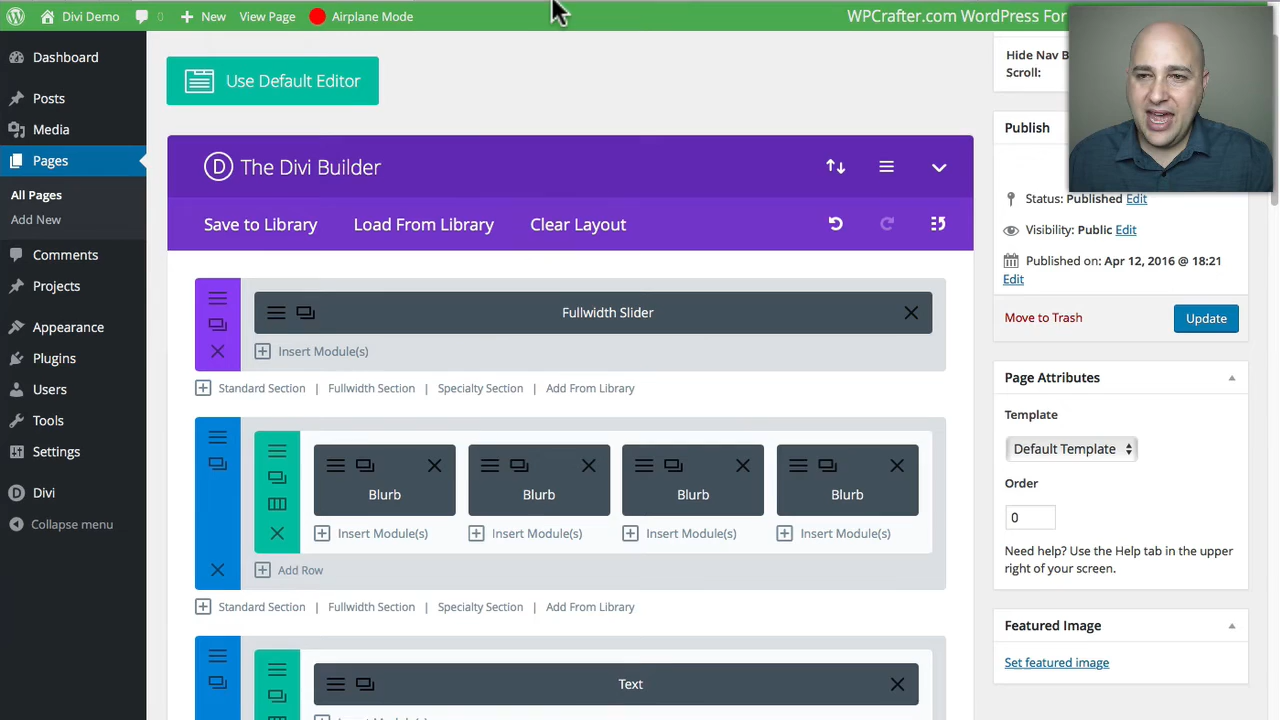 Divi Demo 0 New View Page Airplane Mode WPCrafter.com WordPress For
Dashboard
Posts
Media
Pages
All Pages
Add New
Comments
Projects
Appearance
Plugins
Users
Tools
Settings
Divi
Collapse menu
Use Default Editor
D The Divi Builder
Save to Library Load From Library Clear Layout
Fullwidth Slider
Insert Module(s)
Standard Section | Fullwidth Section | Specialty Section | Add From Library
Blurb Blurb Blurb Blurb
Insert Module(s) Insert Module(s) Insert Module(s) Insert Module(s)
Add Row
Standard Section | Fullwidth Section | Specialty Section | Add From Library
Text
Hide Nav B
Scroll:
Publish
Status: Published Edit
Visibility: Public Edit
Published on: Apr 12, 2016 @ 18:21
Edit
Move to Trash Update
Page Attributes
Template
Default Template
Order
0
Need help? Use the Help tab in the upper
right of your screen.
Featured Image
Set featured image